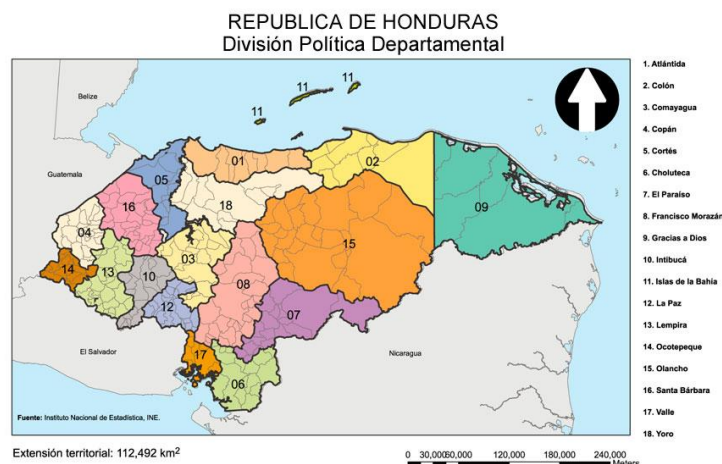 REPUBLICA DE HONDURAS
División Política Departamental
11
11
11
Belize
Guatemala
01
02
05
18
09
16
04
15
03
14
13
10
08
12
07
El Salvador
17
Nicaragua
06
Fuente: Instituto Nacional de Estadística, INE.
1. Atlántida
2. Colón
3. Comayagua
4. Copán
5. Cortés
6. Choluteca
7. El Paraíso
8. Francisco Morazán
9. Gracias a Dios
10. Intibucá
11. Islas de la Bahía
12. La Paz
13. Lempira
14. Ocotepeque
15. Olancho
16. Santa Bárbara
17. Valle
18. Yoro
Extensión territorial: 112,492 km²
0 30,000 60,000 120,000 180,000 240,000
Meters